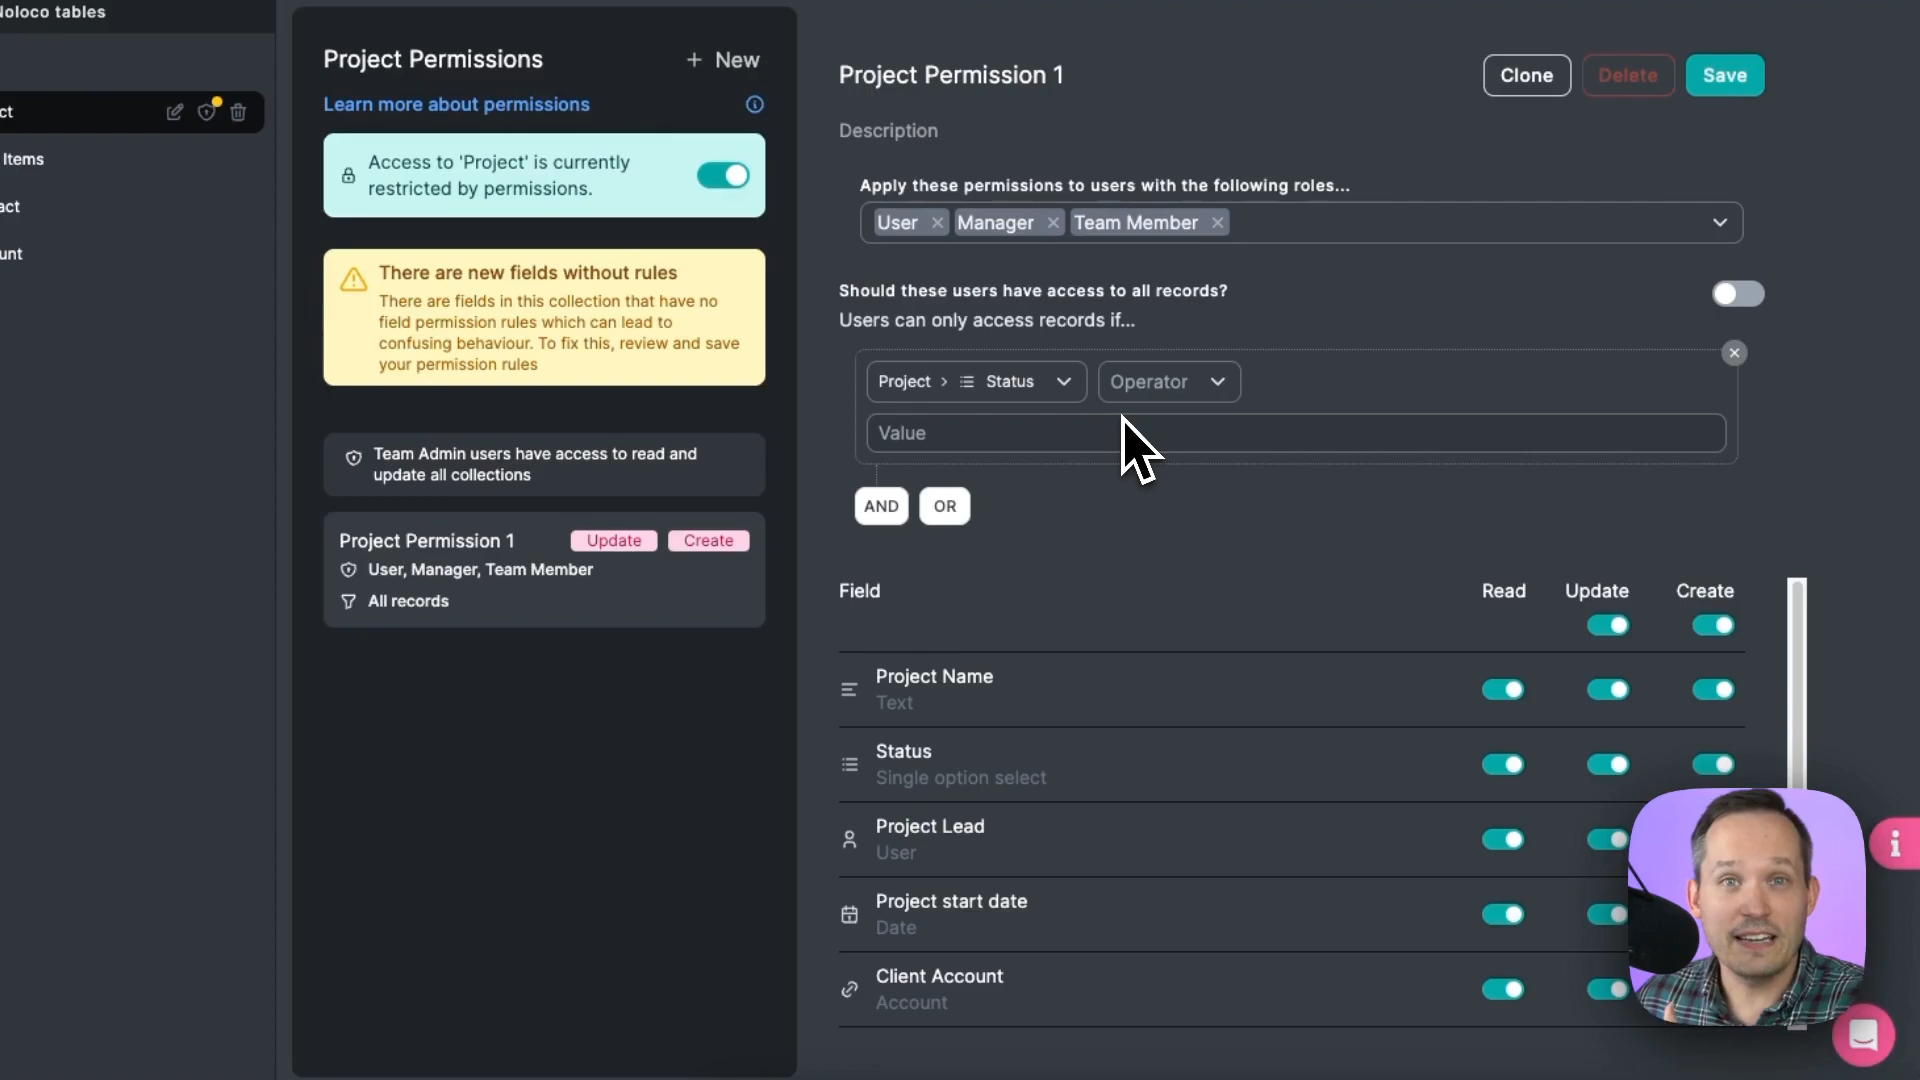 Noloco tables
ct
Items
act
unt
Project Permissions
+ New
Learn more about permissions
Access to 'Project' is currently
restricted by permissions.
There are new fields without rules
There are fields in this collection that have no
field permission rules which can lead to
confusing behaviour. To fix this, review and save
your permission rules
Team Admin users have access to read and
update all collections
Project Permission 1
Update
Create
User, Manager, Team Member
All records
Project Permission 1
Clone
Delete
Save
Description
Apply these permissions to users with the following roles...
User
Manager
Team Member
Should these users have access to all records?
Users can only access records if...
Project > Status
Operator
Value
AND
OR
Field
Read
Update
Create
Project Name
Text
Status
Single option select
Project Lead
User
Project start date
Date
Client Account
Account